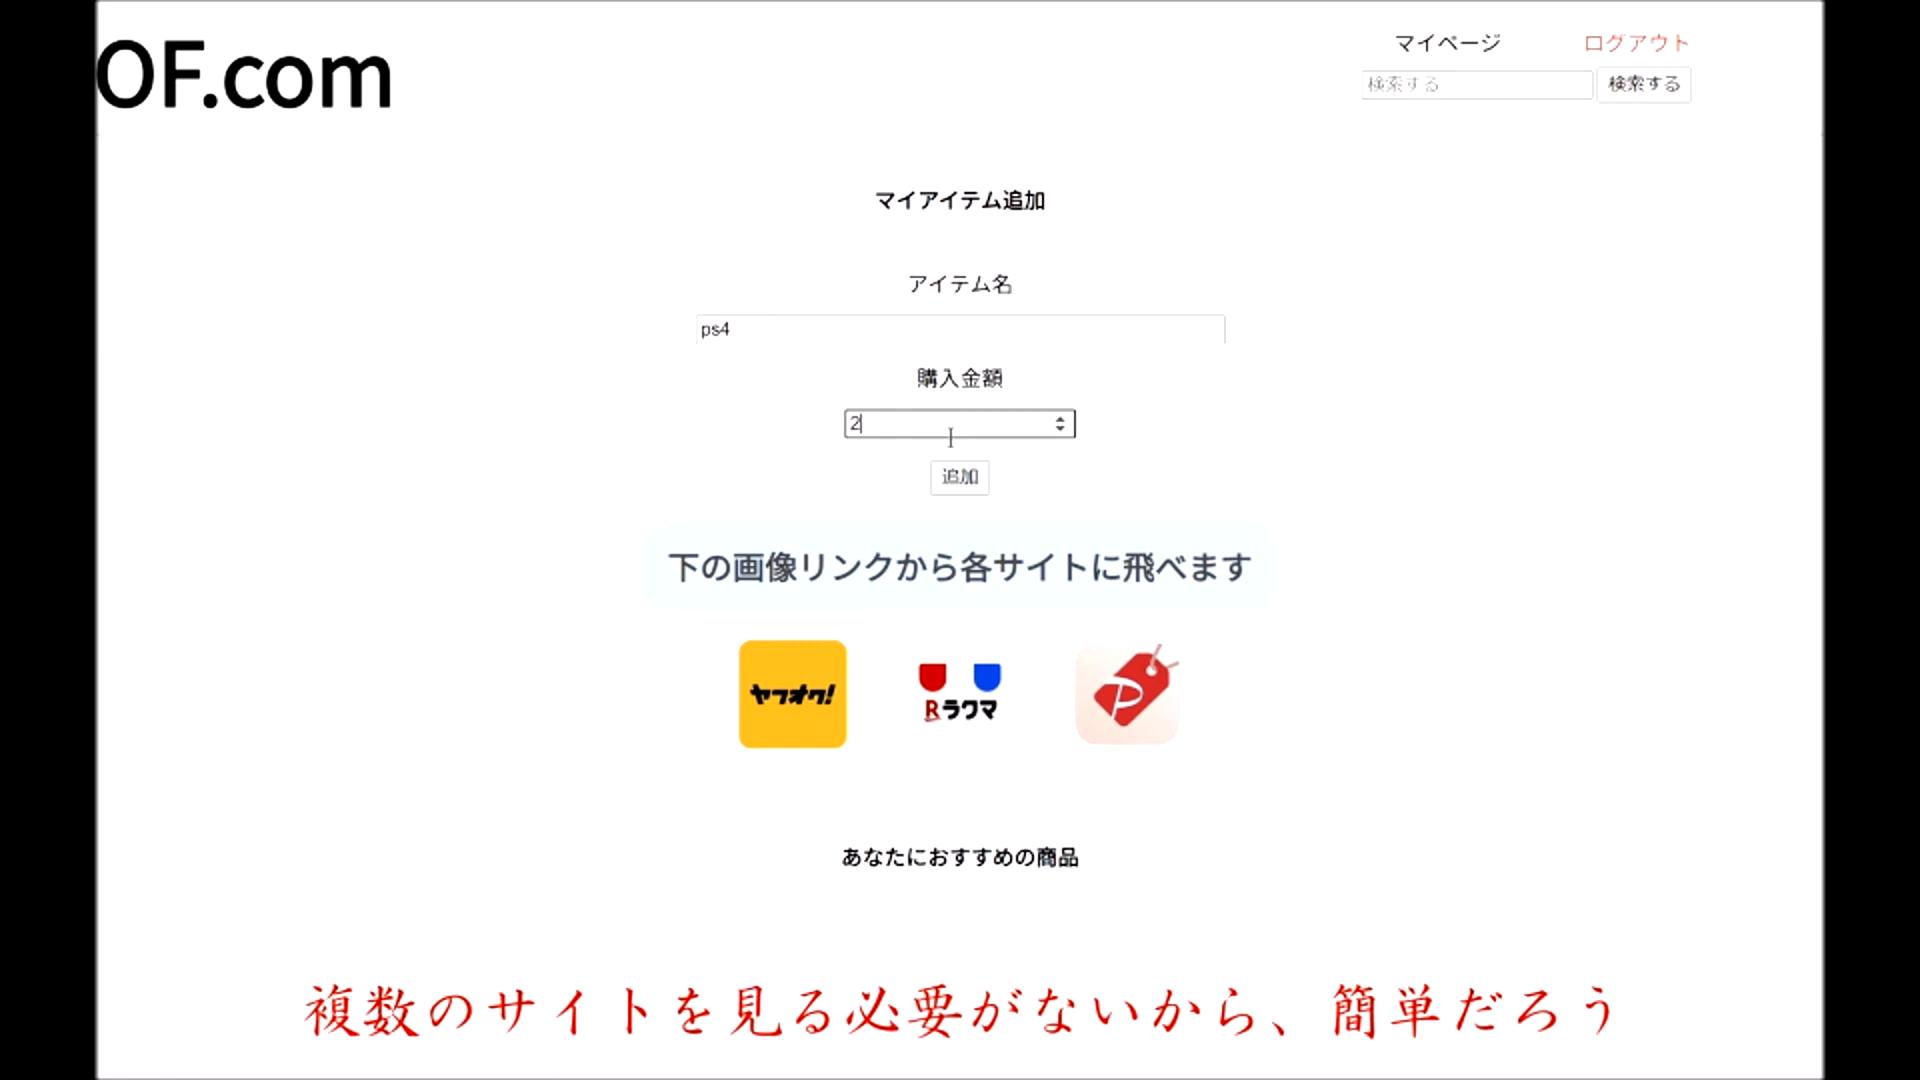 OF.com
マイページ
ログアウト
検索する
検索する
マイアイテム追加
アイテム名
ps4
購入金額
2
追加
下の画像リンクから各サイトに飛べます
ヤフオク!
Rラクマ
P
あなたにおすすめの商品
複数のサイトを見る必要がないから、簡単だろう